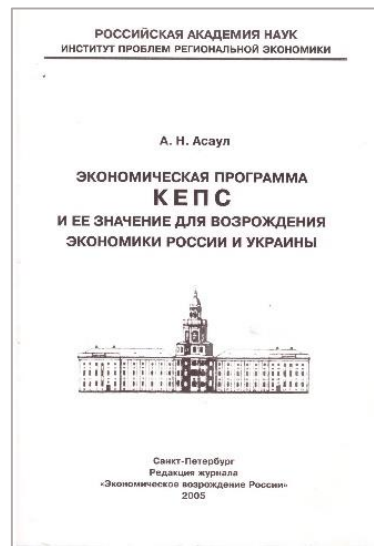 РОССИЙСКАЯ АКАДЕМИЯ НАУК
ИНСТИТУТ ПРОБЛЕМ РЕГИОНАЛЬНОЙ ЭКОНОМИКИ
А. Н. Асаул
ЭКОНОМИЧЕСКАЯ ПРОГРАММА
КЕПС
И ЕЕ ЗНАЧЕНИЕ ДЛЯ ВОЗРОЖДЕНИЯ
ЭКОНОМИКИ РОССИИ И УКРАИНЫ
Санкт-Петербург
Редакция журнала
«Экономическое возрождение России»
2005